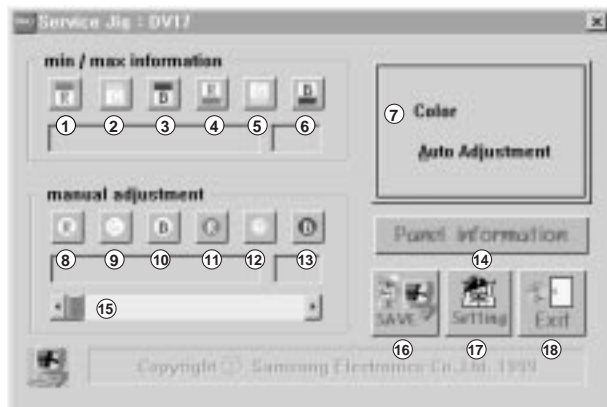 Service Jig : DV17
min / max information
R G B R G B
1 2 3 4 5 6
7 Color
Auto Adjustment
manual adjustment
R B R B
8 9 10 11 12 13
Panel information
14
15
SAVE Setting Exit
16 17 18
Copyright ⓒ Samsung Electronics Co.,Ltd. 1999